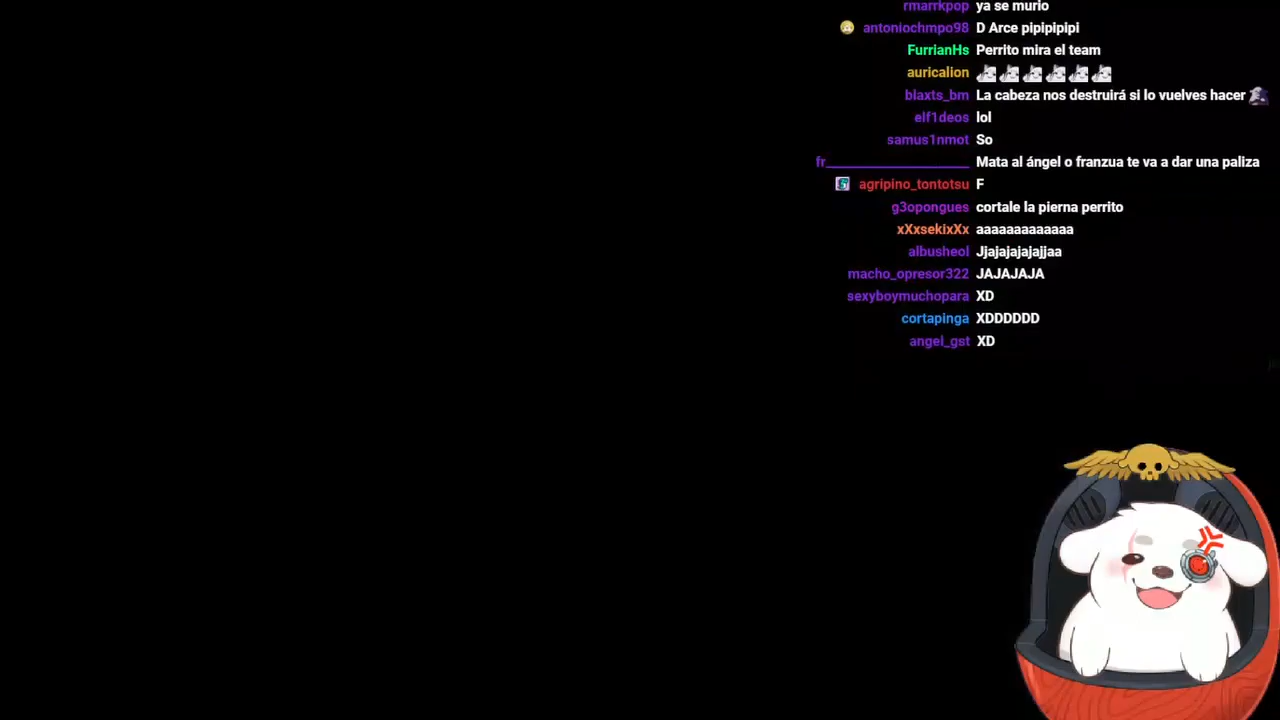 rmarrkpop ya se murio
antoniochmpo98 D Arce pipipipipi
FurrianHs Perrito mira el team
auricalion
blaxts_bm La cabeza nos destruirá si lo vuelves hacer
elf1deos lol
samus1nmot So
fr______________________ Mata al ángel o franzua te va a dar una paliza
agripino_tontotsu F
g3opongues cortale la pierna perrito
xXxsekixXx aaaaaaaaaaaaa
albusheol Jjajajajajajjaa
macho_opresor322 JAJAJAJA
sexyboymuchopara XD
cortapinga XDDDDDD
angel_gst XD